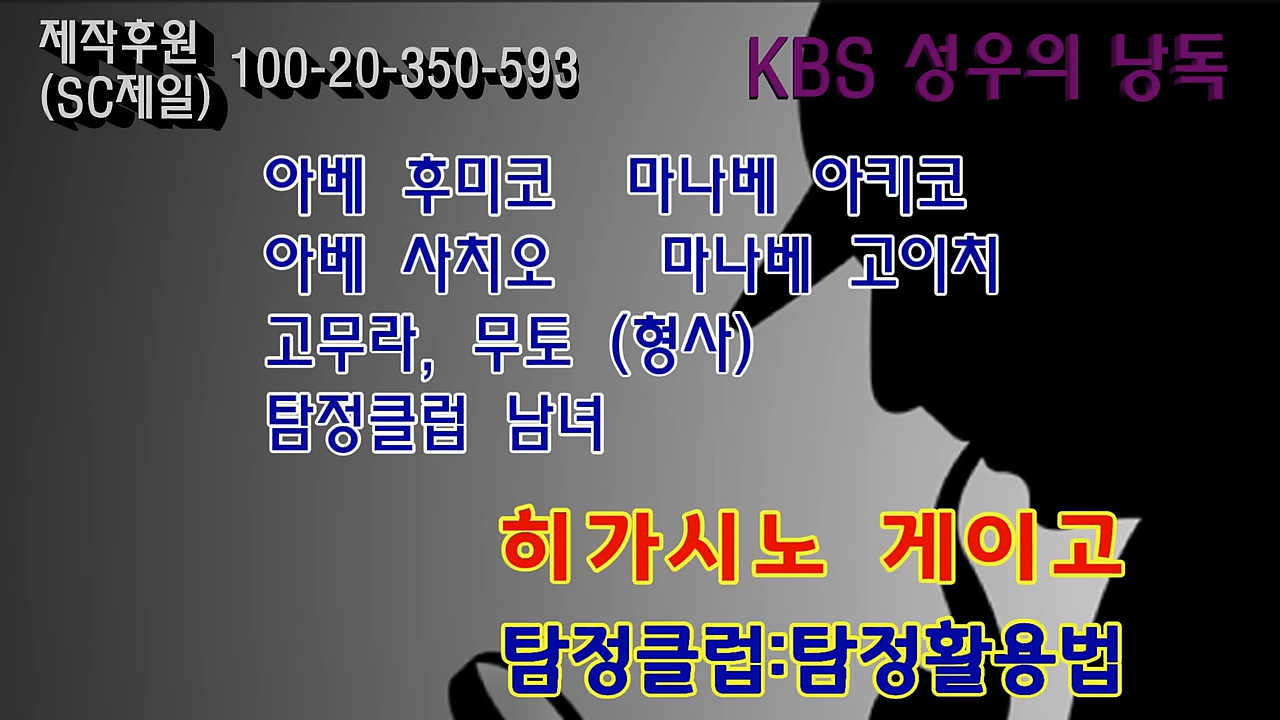 제작후원
(SC제일)
100-20-350-593
KBS 성우의 낭독
아베 후미코 마나베 아키코
아베 사치오 마나베 고이치
고무라, 무토 (형사)
탐정클럽 남녀
히가시노 게이고
탐정클럽:탐정활용법